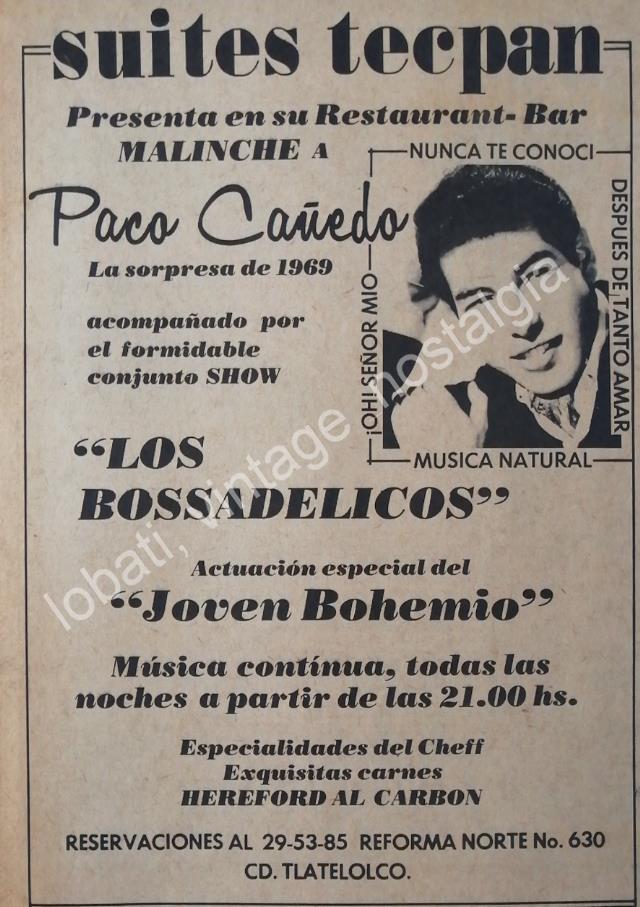 suites tecpan
Presenta en su Restaurant-Bar
MALINCHE A
Paco Cañedo
La sorpresa de 1969
NUNCA TE CONOCI
DESPUES DE TANTO AMAR
¡OH! SEÑOR MIO
MUSICA NATURAL
acompañado por
el formidable
conjunto SHOW
"LOS
BOSSADELICOS"
Actuación especial del
"Joven Bohemio"
Música contínua, todas las
noches a partir de las 21.00 hs.
Especialidades del Cheff
Exquisitas carnes
HEREFORD AL CARBON
RESERVACIONES AL 29-53-85 REFORMA NORTE No. 630
CD. TLATELOLCO.
lobati, vintage nostalgia